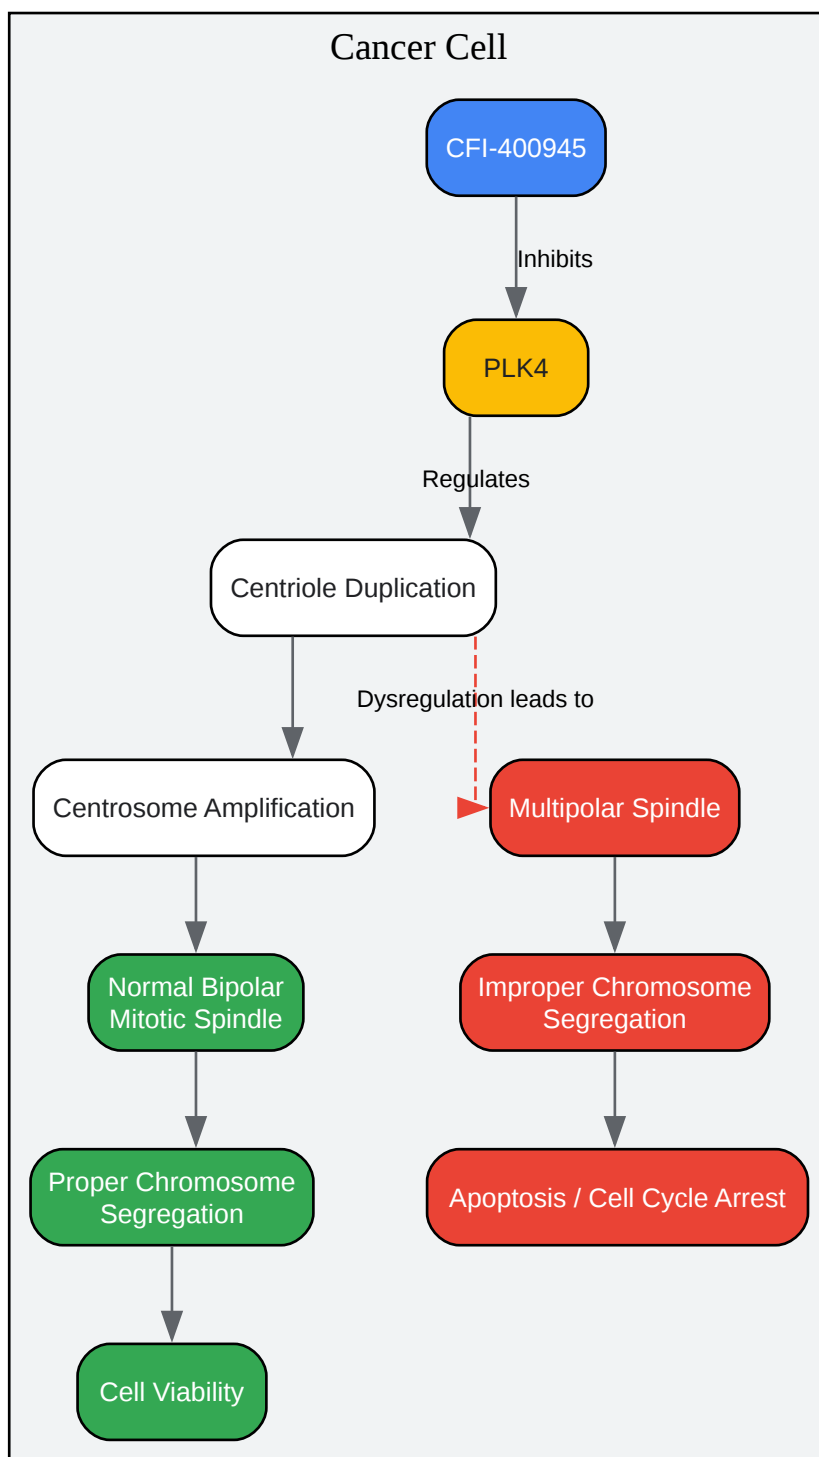 Cancer Cell
CFI-400945
Inhibits
PLK4
Regulates
Centriole Duplication
Dysregulation leads to
Centrosome Amplification
Multipolar Spindle
Normal Bipolar
Mitotic Spindle
Improper Chromosome
Segregation
Proper Chromosome
Segregation
Apoptosis / Cell Cycle Arrest
Cell Viability